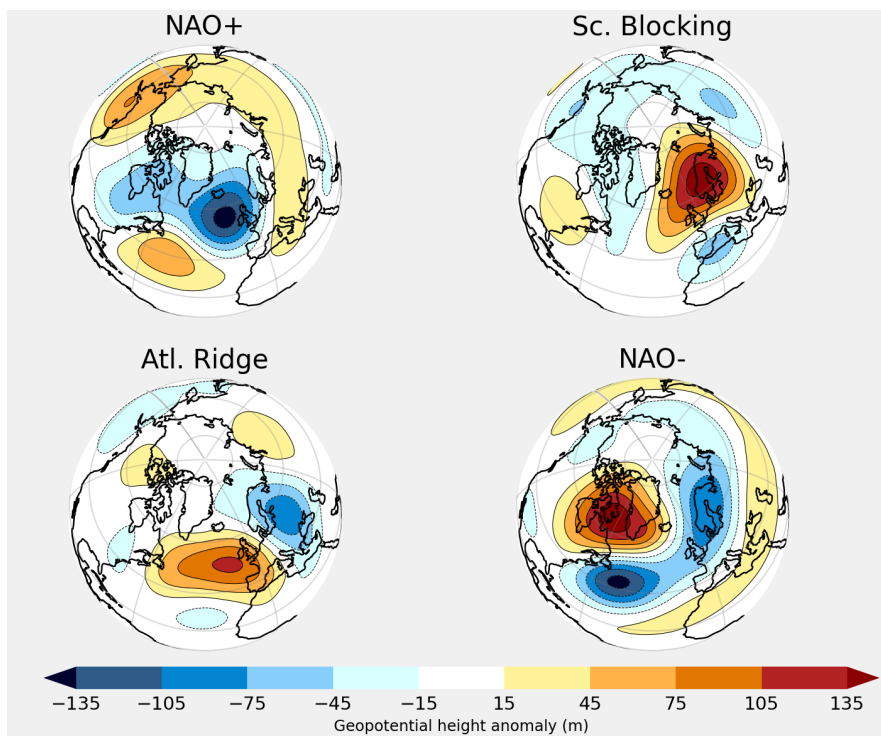 NAO+
Sc. Blocking
Atl. Ridge
NAO-
−135 −105 −75 −45 −15 15 45 75 105 135
Geopotential height anomaly (m)